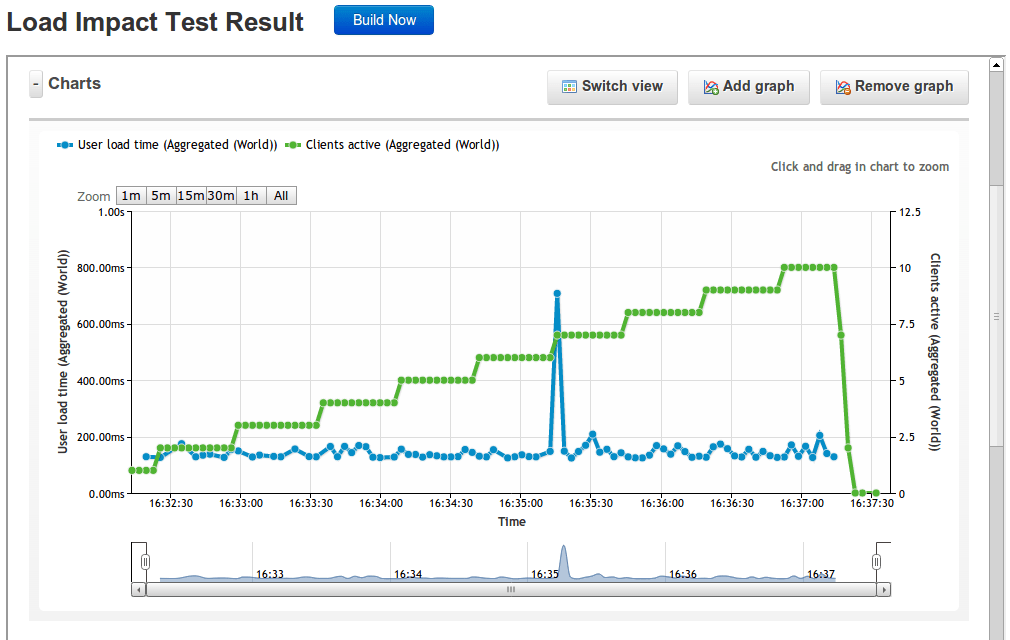 Load Impact Test Result Build Now
- Charts Switch view Add graph Remove graph
User load time (Aggregated (World)) Clients active (Aggregated (World))
Click and drag in chart to zoom
Zoom 1m 5m 15m 30m 1h All
1.00s 12.5
800.00ms 10
600.00ms 7.5
400.00ms 5
200.00ms 2.5
0.00ms 0
User load time (Aggregated (World))
Clients active (Aggregated (World))
16:32:30 16:33:00 16:33:30 16:34:00 16:34:30 16:35:00 16:35:30 16:36:00 16:36:30 16:37:00 16:37:30
Time
16:33 16:34 16:35 16:36 16:37